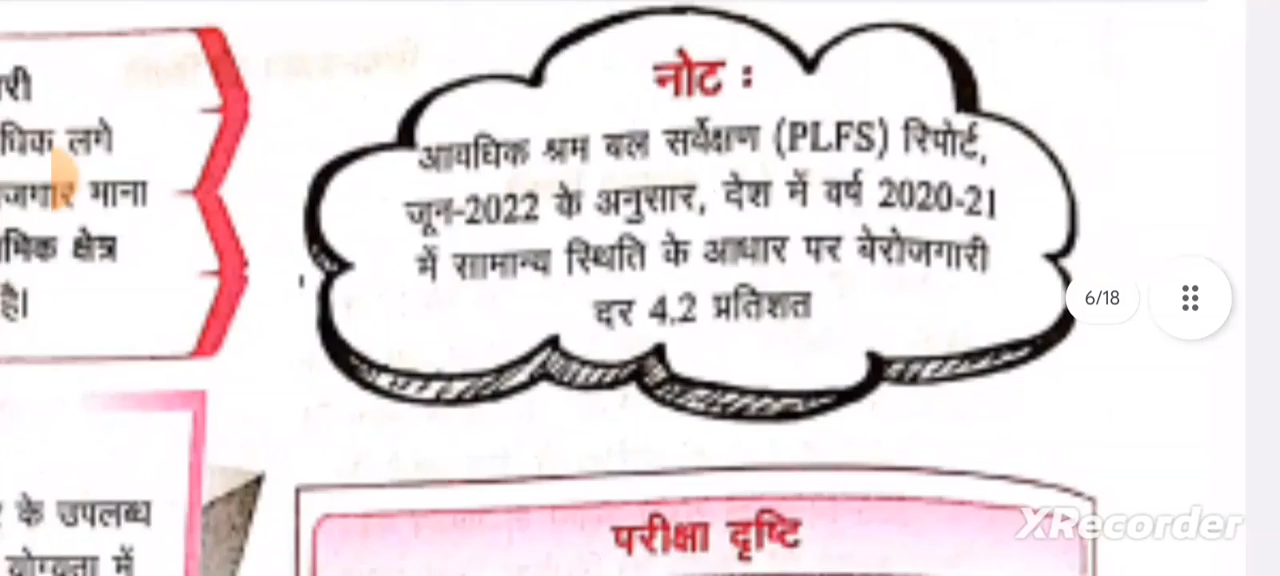 नोट :
आवधिक श्रम बल सर्वेक्षण (PLFS) रिपोर्ट,
जून-2022 के अनुसार, देश में वर्ष 2020-21
में सामान्य स्थिति के आधार पर बेरोजगारी
दर 4.2 प्रतिशत
री
धिक लगे
जगार माना
मिक क्षेत्र
है।
6/18
के उपलब्ध
योग्यता में
परीक्षा दृष्टि
XRecorder